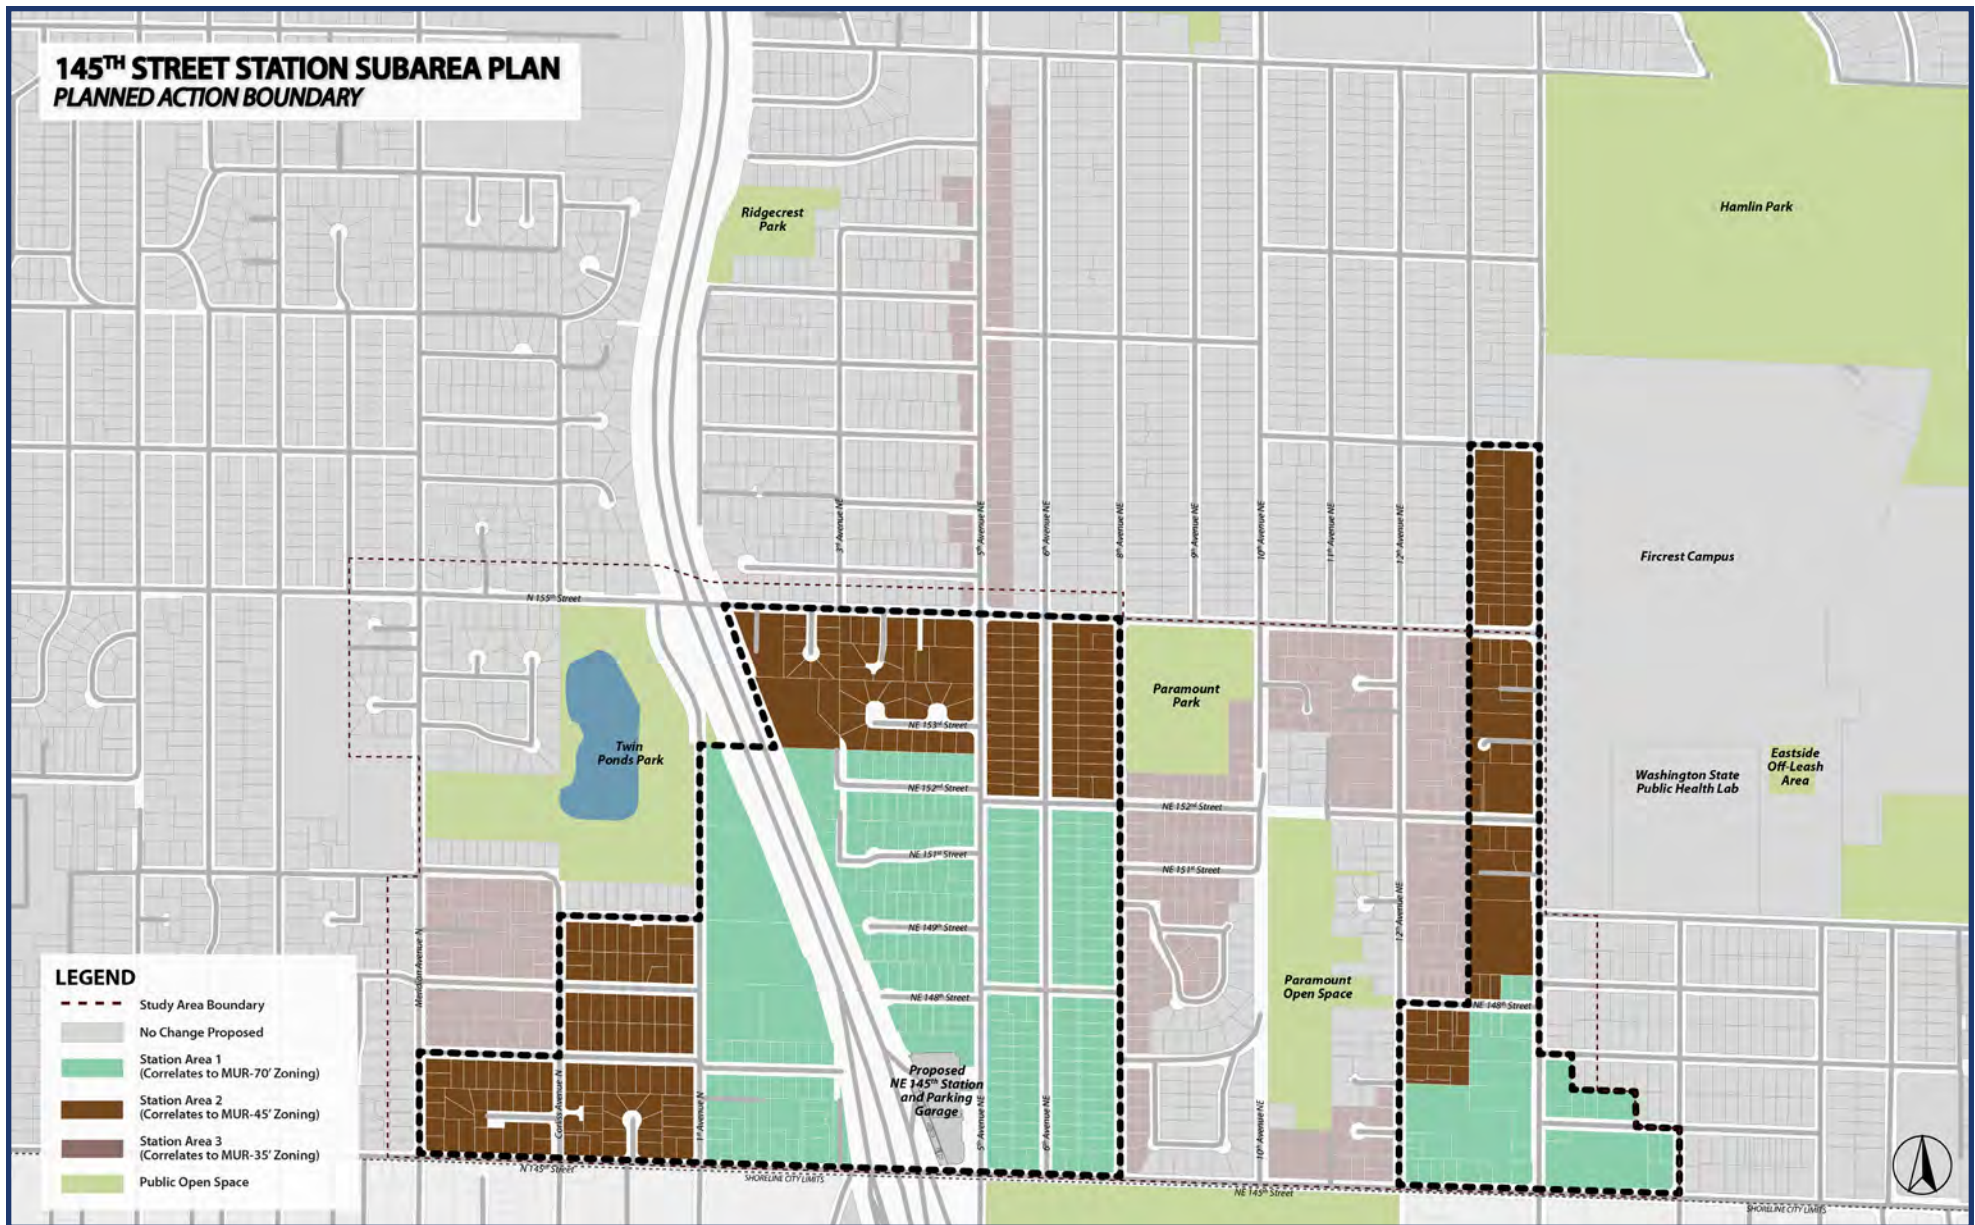 145TH STREET STATION SUBAREA PLAN
PLANNED ACTION BOUNDARY
Ridgecrest
Park
Hamlin Park
3rd Avenue NE
5th Avenue NE
6th Avenue NE
8th Avenue NE
9th Avenue NE
10th Avenue NE
11th Avenue NE
12th Avenue NE
Fircrest Campus
N 155th Street
Paramount
Park
NE 153rd Street
Twin
Ponds Park
Eastside
Off-Leash
Area
Washington State
Public Health Lab
NE 152nd Street
NE 152nd Street
NE 151st Street
NE 151st Street
NE 149th Street
12th Avenue NE
Meridian Avenue N
Paramount
Open Space
NE 148th Street
NE 148th Street
Proposed
NE 145th Station
and Parking
Garage
Corliss Avenue N
1st Avenue N
5th Avenue NE
6th Avenue NE
10th Avenue NE
N 145th Street
SHORELINE CITY LIMITS
NE 145th Street
SHORELINE CITY LIMITS
LEGEND
Study Area Boundary
No Change Proposed
Station Area 1
(Correlates to MUR-70' Zoning)
Station Area 2
(Correlates to MUR-45' Zoning)
Station Area 3
(Correlates to MUR-35' Zoning)
Public Open Space